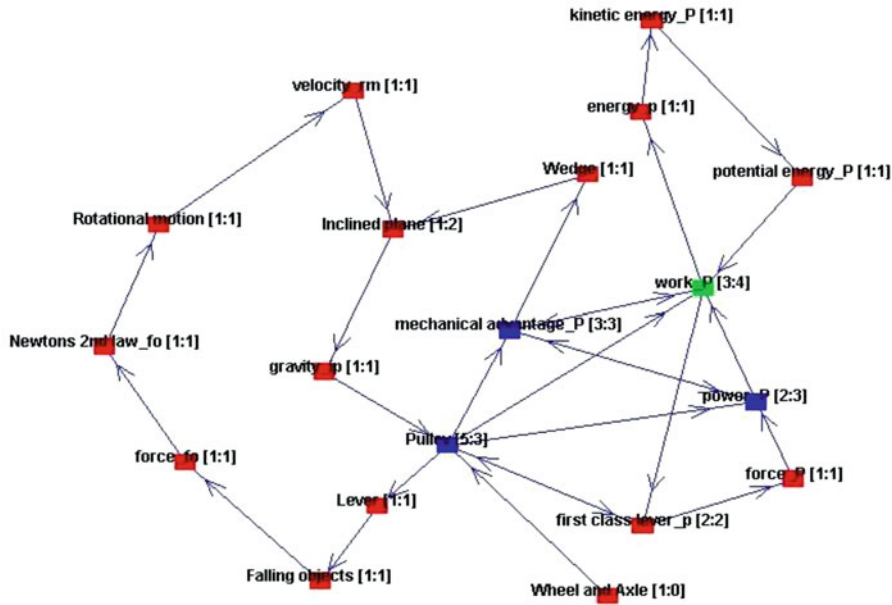 kinetic energy_P [1:1]
velocity_rm [1:1]
energy_p [1:1]
Wedge [1:1]
potential energy_P [1:1]
Rotational motion [1:1]
Inclined plane [1:2]
work_P [3:4]
mechanical advantage_P [3:3]
Newtons 2nd law_fo [1:1]
gravity_ip [1:1]
power_P [2:3]
Pulley [5:3]
force_fo [1:1]
force_P [1:1]
Lever [1:1]
first class lever_p [2:2]
Falling objects [1:1]
Wheel and Axle [1:0]